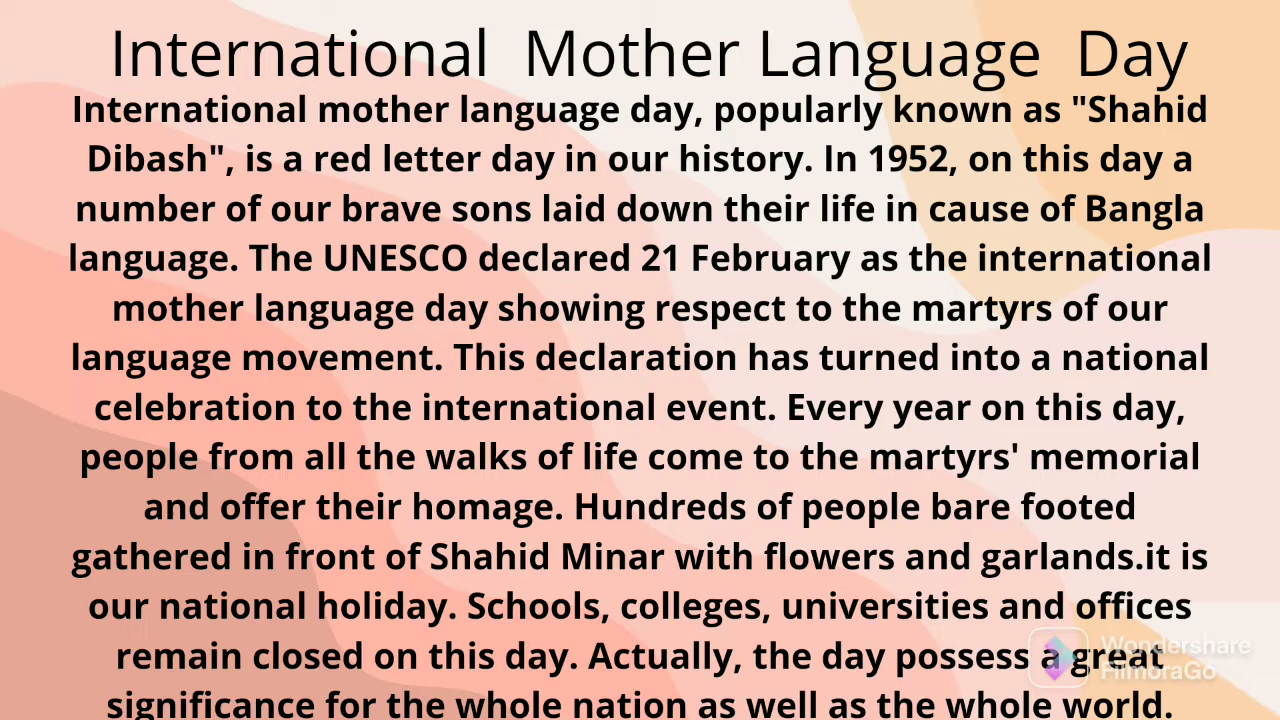 International Mother Language Day
International mother language day, popularly known as "Shahid
Dibash", is a red letter day in our history. In 1952, on this day a
number of our brave sons laid down their life in cause of Bangla
language. The UNESCO declared 21 February as the international
mother language day showing respect to the martyrs of our
language movement. This declaration has turned into a national
celebration to the international event. Every year on this day,
people from all the walks of life come to the martyrs' memorial
and offer their homage. Hundreds of people bare footed
gathered in front of Shahid Minar with flowers and garlands.it is
our national holiday. Schools, colleges, universities and offices
remain closed on this day. Actually, the day possess a great
significance for the whole nation as well as the whole world.
Wondershare
FilmoraGo